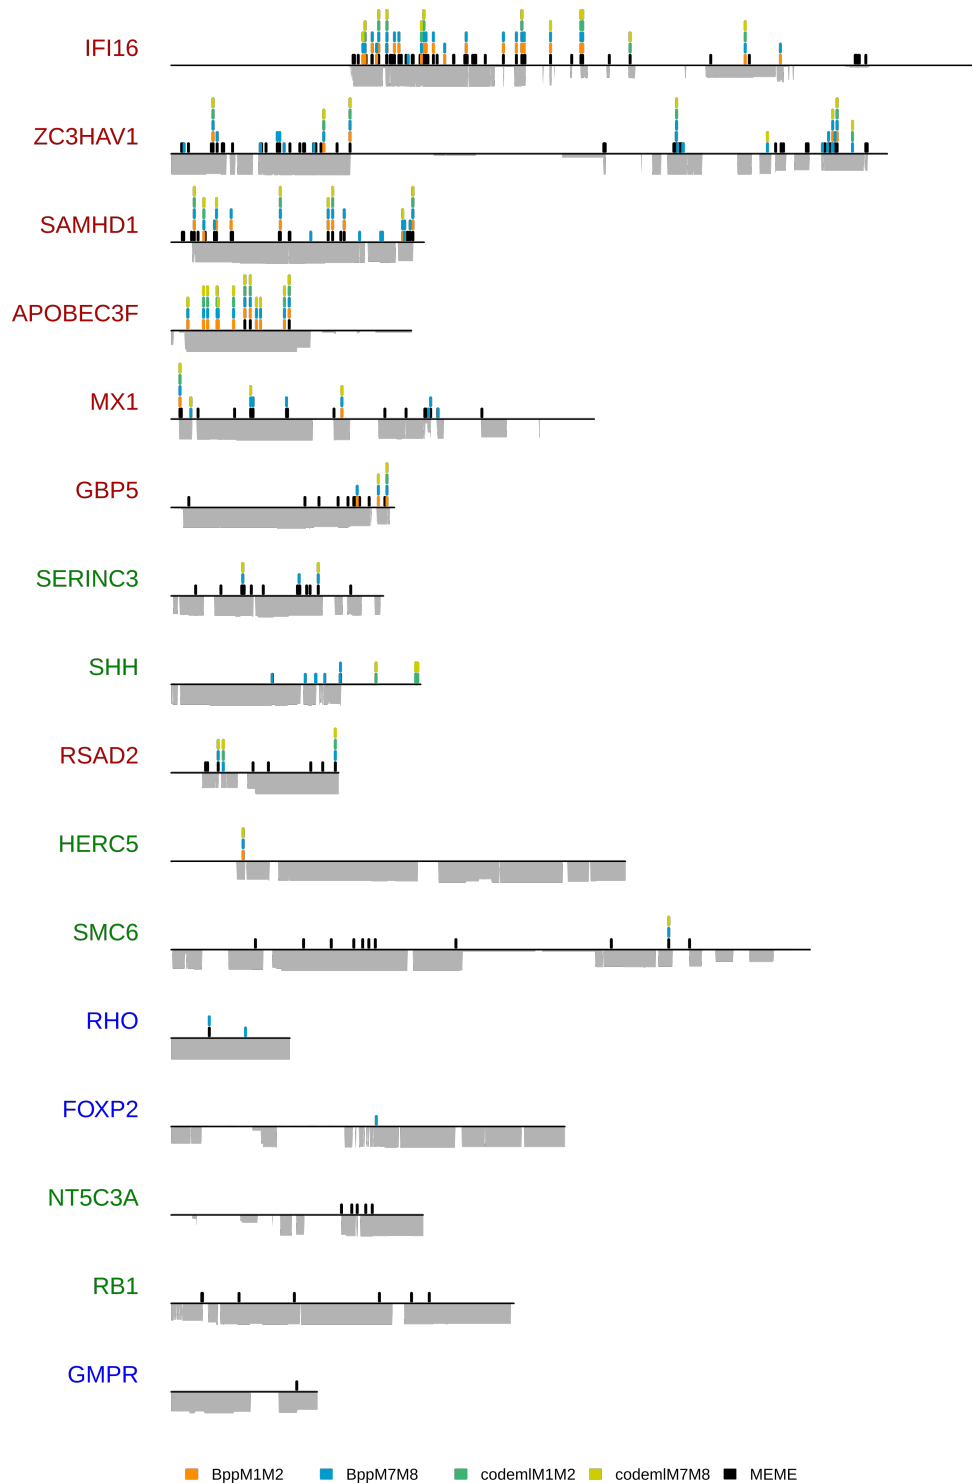 IFI16
ZC3HAV1
SAMHD1
APOBEC3F
MX1
GBP5
SERINC3
SHH
RSAD2
HERC5
SMC6
RHO
FOXP2
NT5C3A
RB1
GMPR
BppM1M2 BppM7M8 codemlM1M2 codemlM7M8 MEME